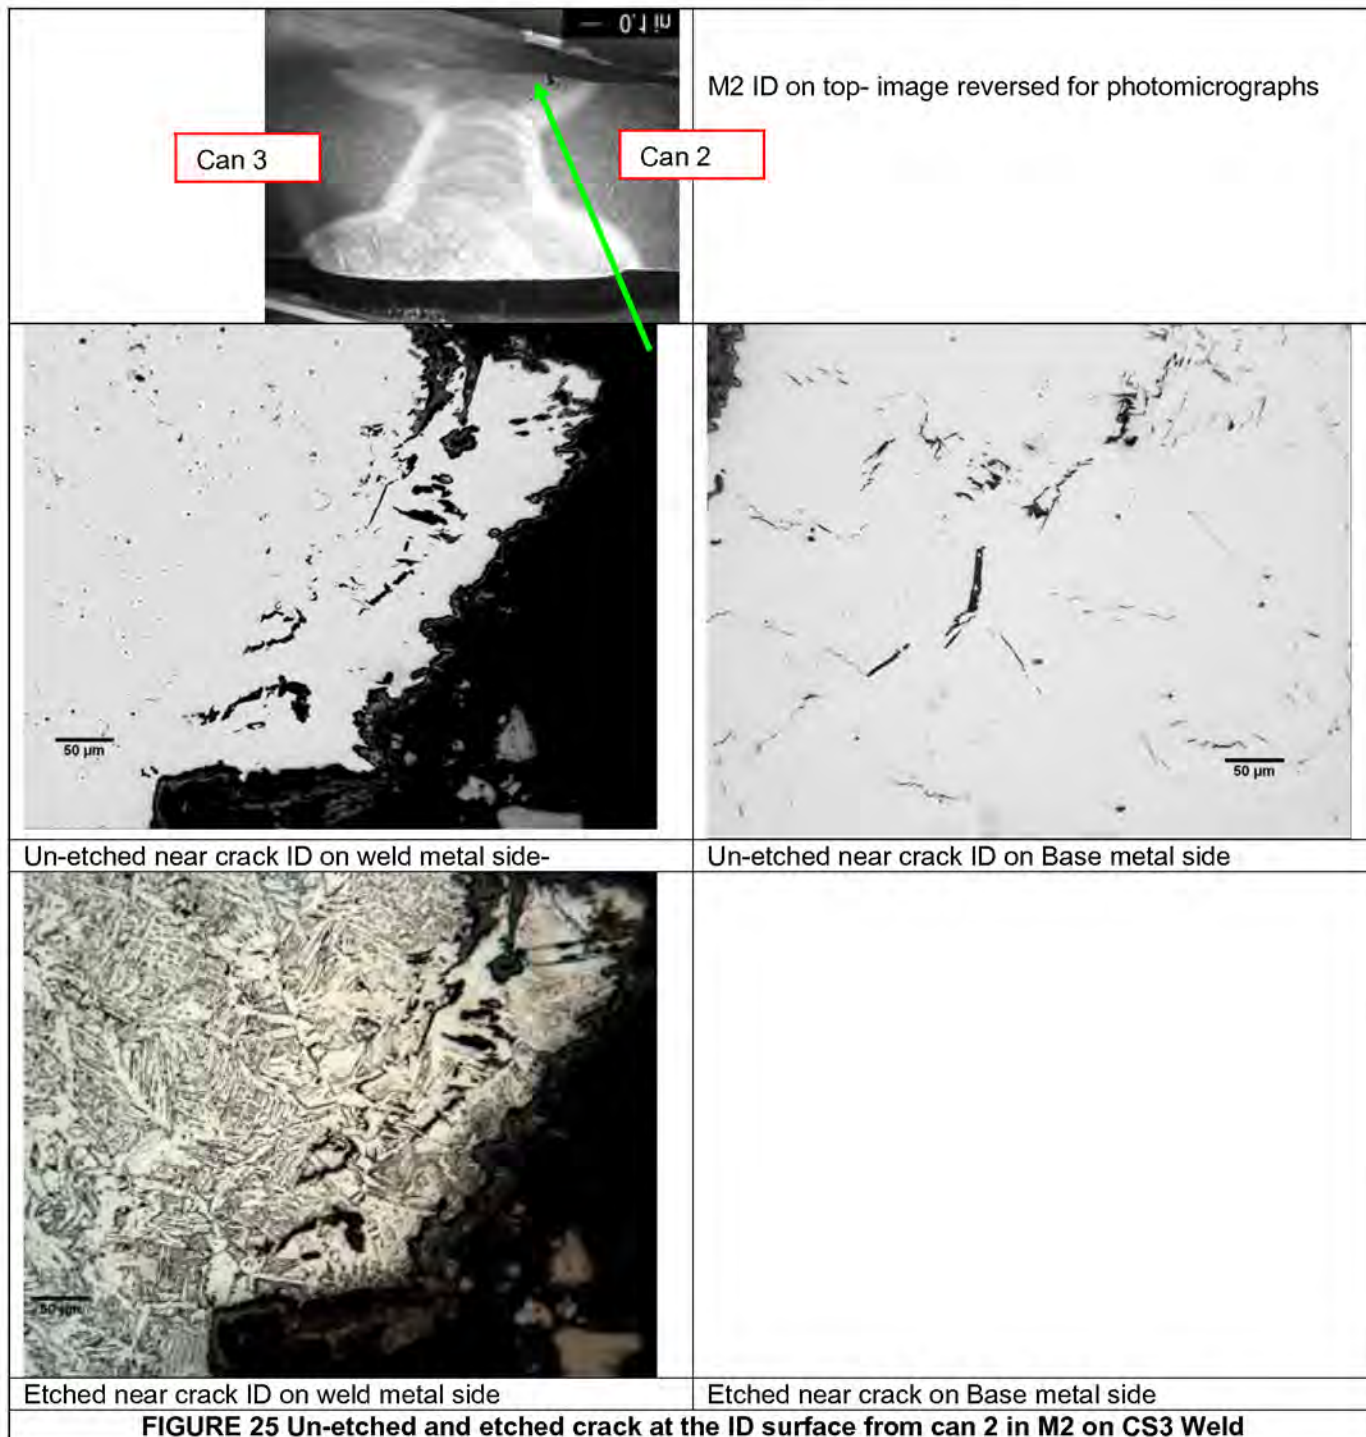 0.1 in
M2 ID on top- image reversed for photomicrographs
Can 3
Can 2
50 µm
50 µm
Un-etched near crack ID on weld metal side-
Un-etched near crack ID on Base metal side
50 µm
Etched near crack ID on weld metal side
Etched near crack on Base metal side
FIGURE 25 Un-etched and etched crack at the ID surface from can 2 in M2 on CS3 Weld